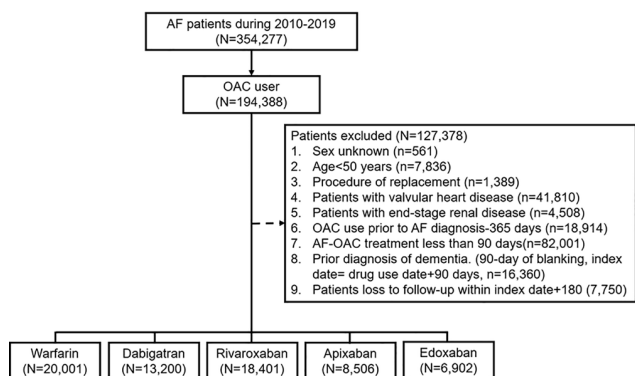 AF patients during 2010-2019
(N=354,277)
OAC user
(N=194,388)
Patients excluded (N=127,378)
1. Sex unknown (n=561)
2. Age<50 years (n=7,836)
3. Procedure of replacement (n=1,389)
4. Patients with valvular heart disease (n=41,810)
5. Patients with end-stage renal disease (n=4,508)
6. OAC use prior to AF diagnosis-365 days (n=18,914)
7. AF-OAC treatment less than 90 days(n=82,001)
8. Prior diagnosis of dementia. (90-day of blanking, index
date= drug use date+90 days, n=16,360)
9. Patients loss to follow-up within index date+180 (7,750)
Warfarin
(N=20,001)
Dabigatran
(N=13,200)
Rivaroxaban
(N=18,401)
Apixaban
(N=8,506)
Edoxaban
(N=6,902)